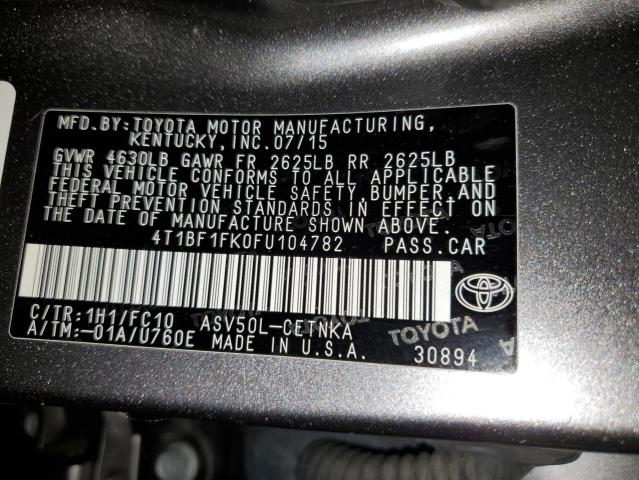 MFD.BY:TOYOTA MOTOR MANUFACTURING,
KENTUCKY, INC.07/15
GVWR 4630LB GAWR FR 2625LB RR 2625LB
THIS VEHICLE CONFORMS TO ALL APPLICABLE
FEDERAL MOTOR VEHICLE SAFETY, BUMPER AND
THEFT PREVENTION STANDARDS IN EFFECT ON
THE DATE OF MANUFACTURE SHOWN ABOVE.
4T1BF1FK0FU104782 PASS.CAR
C/TR:1H1/FC10 ASV50L-CETNKA
TOYOTA
A/TM:-01A/U760E MADE IN U.S.A. 30894